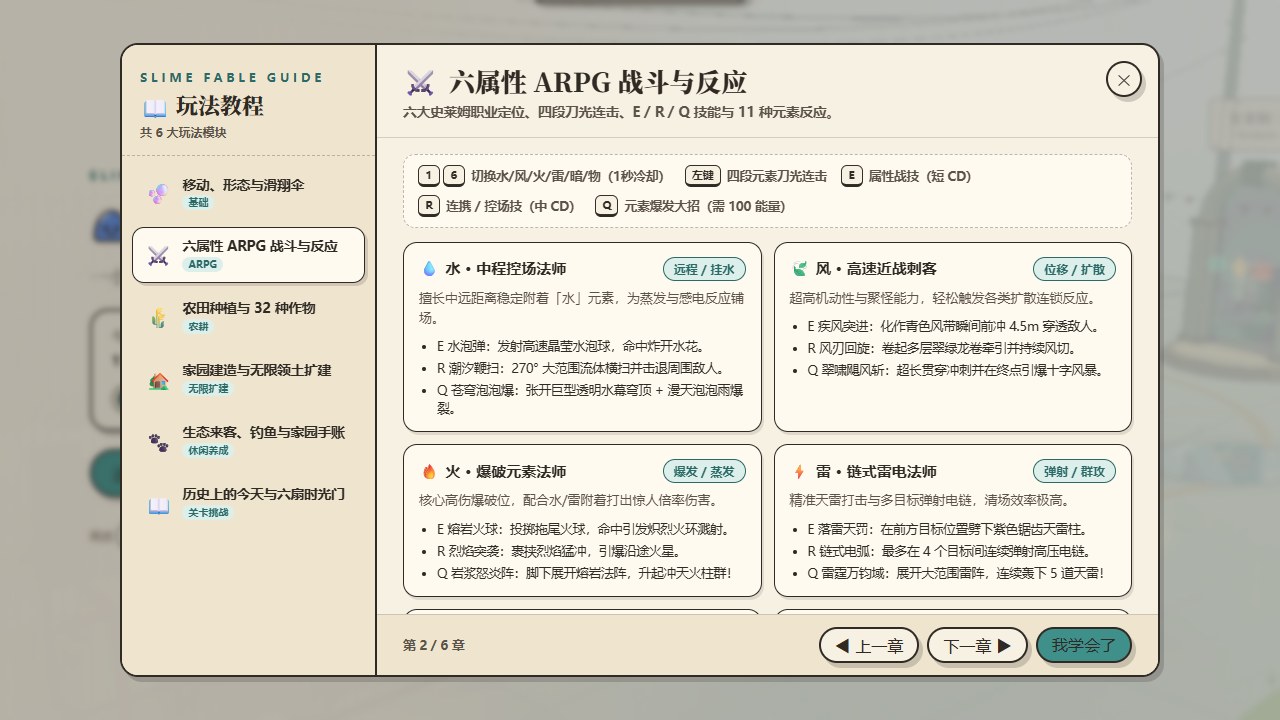 SLIME FABLE GUIDE
📖 玩法教程
共 6 大玩法模块
移动、形态与滑翔伞
基础
六属性 ARPG 战斗与反应
ARPG
农田种植与 32 种作物
农耕
家园建造与无限领土扩建
无限扩建
生态来客、钓鱼与家园手账
休闲养成
历史上的今天与六扇时光门
关卡挑战
六属性 ARPG 战斗与反应
六大史莱姆职业定位、四段刀光连击、E / R / Q 技能与 11 种元素反应。
1 6 切换水/风/火/雷/暗/物（1秒冷却） 左键 四段元素刀光连击 E 属性战技（短 CD）
R 连携 / 控场技（中 CD） Q 元素爆发大招（需 100 能量）
水 · 中程控场法师 远程 / 挂水
擅长中远距离稳定附着「水」元素，为蒸发与感电反应铺
场。
• E 水泡弹：发射高速晶莹水泡球，命中炸开水花。
• R 潮汐鞭扫：270° 大范围流体横扫并击退周围敌人。
• Q 苍穹泡泡爆：张开巨型透明水幕穹顶 + 漫天泡泡雨爆
裂。
风 · 高速近战刺客 位移 / 扩散
超高机动性与聚怪能力，轻松触发各类扩散连锁反应。
• E 疾风突进：化作青色风带瞬间前冲 4.5m 穿透敌人。
• R 风刃回旋：卷起多层翠绿龙卷牵引并持续风切。
• Q 翠啸飓风斩：超长贯穿冲刺并在终点引爆十字风暴。
火 · 爆破元素法师 爆发 / 蒸发
核心高伤爆破位，配合水/雷附着打出惊人倍率伤害。
• E 熔岩火球：投掷拖尾火球，命中引发炽烈火环溅射。
• R 烈焰突袭：裹挟烈焰猛冲，引爆沿途火星。
• Q 岩浆怒炎阵：脚下展开熔岩法阵，升起冲天火柱群！
雷 · 链式雷电法师 弹射 / 群攻
精准天雷打击与多目标弹射电链，清场效率极高。
• E 落雷天罚：在前方目标位置劈下紫色锯齿天雷柱。
• R 链式电弧：最多在 4 个目标间连续弹射高压电链。
• Q 雷霆万钧域：展开大范围雷阵，连续轰下 5 道天雷！
第 2 / 6 章
◀ 上一章 下一章 ▶ 我学会了